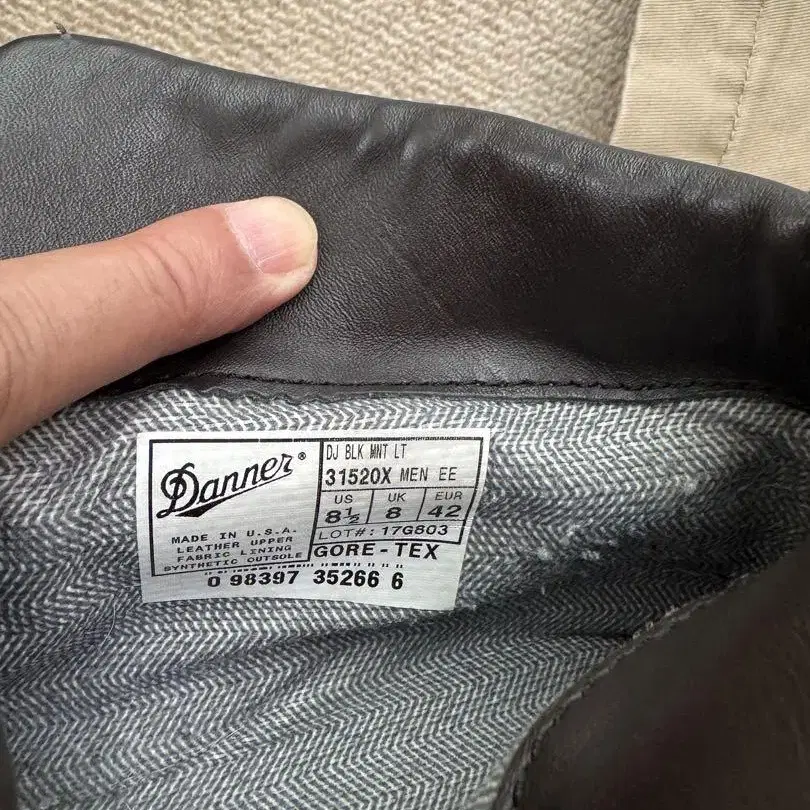 Danner®
MADE IN U.S.A.
LEATHER UPPER
FABRIC LINING
SYNTHETIC OUTSOLE
DJ BLK MNT LT
31520X MEN EE
US UK EUR
8½ 8 42
LOT#: 17G803
GORE-TEX
0 98397 35266 6